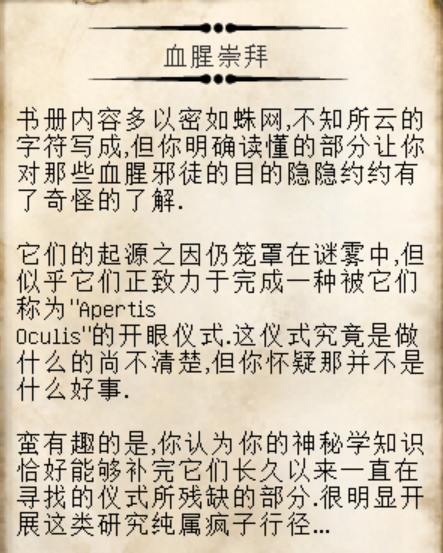 血腥崇拜
书册内容多以密如蛛网,不知所云的
字符写成,但你明确读懂的部分让你
对那些血腥邪徒的目的隐隐约约有
了奇怪的了解.
它们的起源之因仍笼罩在谜雾中,但
似乎它们正致力于完成一种被它们
称为"Apertis
Oculis"的开眼仪式.这仪式究竟是做
什么的尚不清楚,但你怀疑那并不是
什么好事.
蛮有趣的是,你认为你的神秘学知识
恰好能够补完它们长久以来一直在
寻找的仪式所残缺的部分.很明显开
展这类研究纯属疯子行径...